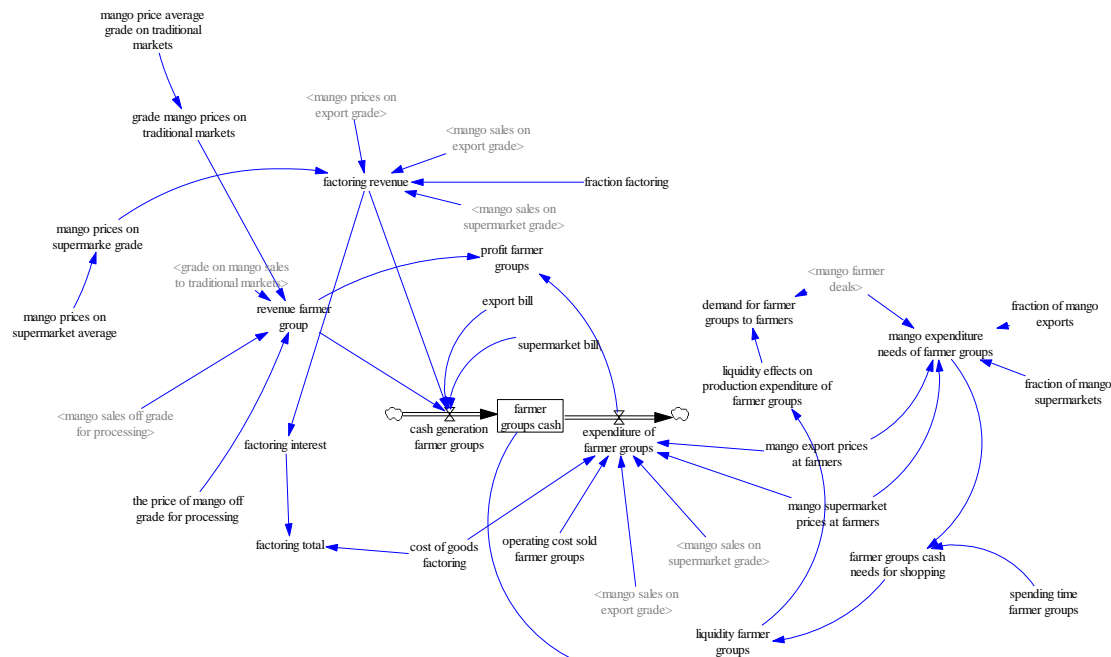 mango price average
grade on traditional
markets
<mango prices on
export grade>
grade mango prices on
traditional markets
<mango sales on
export grade>
factoring revenue
fraction factoring
<mango sales on
supermarket grade>
mango prices on
supermarke grade
profit farmer
groups
<grade on mango sales
to traditional markets>
<mango farmer
deals>
export bill
demand for farmer
groups to farmers
fraction of mango
exports
mango prices on
supermarket average
revenue farmer
group
supermarket bill
mango expenditure
needs of farmer groups
liquidity effects on
production expenditure of
farmer groups
fraction of mango
supermarkets
<mango sales off grade
for processing>
farmer
groups cash
cash generation
farmer groups
expenditure of
farmer groups
factoring interest
mango export prices
at farmers
the price of mango off
grade for processing
mango supermarket
prices at farmers
factoring total
cost of goods
factoring
operating cost sold
farmer groups
<mango sales on
supermarket grade>
farmer groups cash
needs for shopping
<mango sales on
export grade>
spending time
farmer groups
liquidity farmer
groups